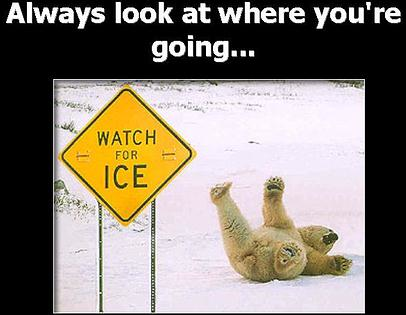 Always look at where you're
going...
WATCH
FOR
ICE